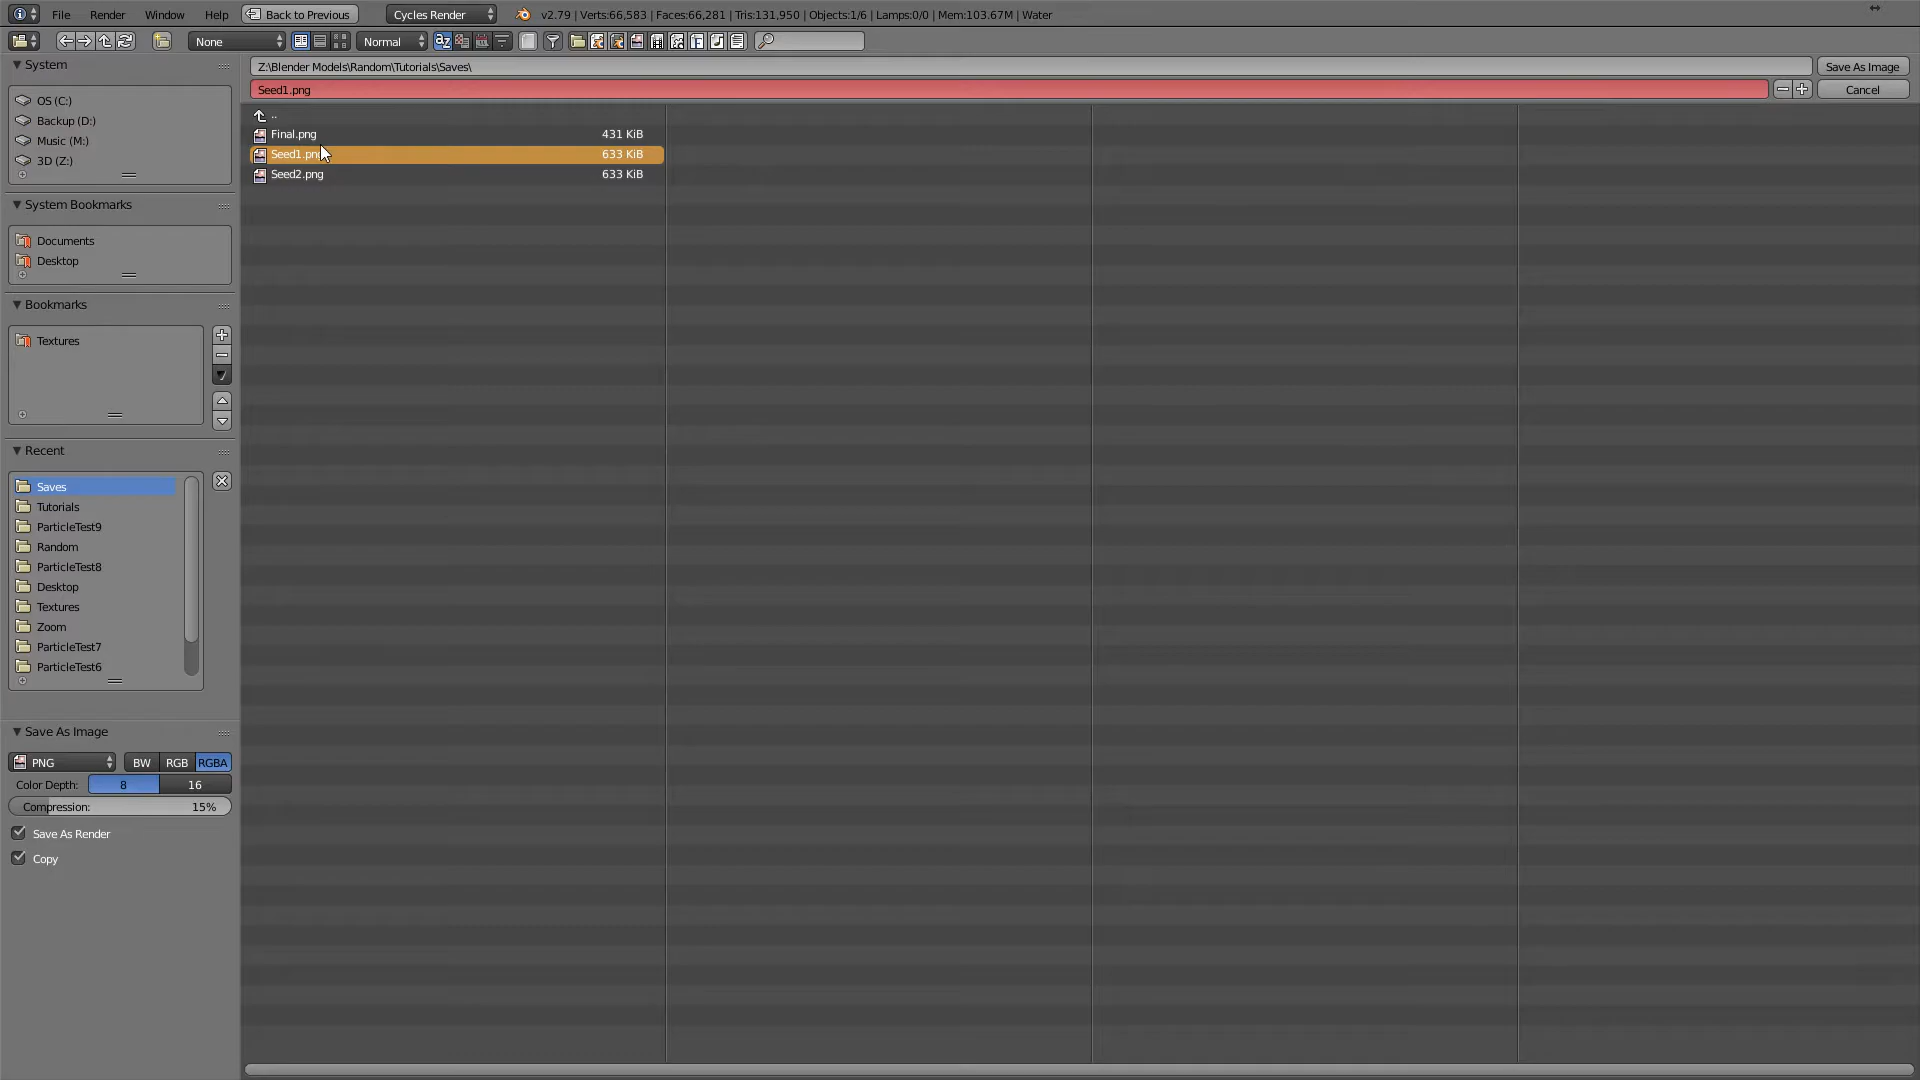 File Render Window Help Back to Previous Cycles Render v2.79 | Verts:66,583 | Faces:66,281 | Tris:131,950 | Objects:1/6 | Lamps:0/0 | Mem:103.67M | Water
None Normal
System
OS (C:)
Backup (D:)
Music (M:)
3D (Z:)
System Bookmarks
Documents
Desktop
Bookmarks
Textures
Recent
Saves
Tutorials
ParticleTest9
Random
ParticleTest8
Desktop
Textures
Zoom
ParticleTest7
ParticleTest6
Save As Image
PNG BW RGB RGBA
Color Depth: 8 16
Compression: 15%
Save As Render
Copy
Z:\Blender Models\Random\Tutorials\Saves\ Save As Image
Seed1.png Cancel
..
Final.png 431 KiB
Seed1.png 633 KiB
Seed2.png 633 KiB